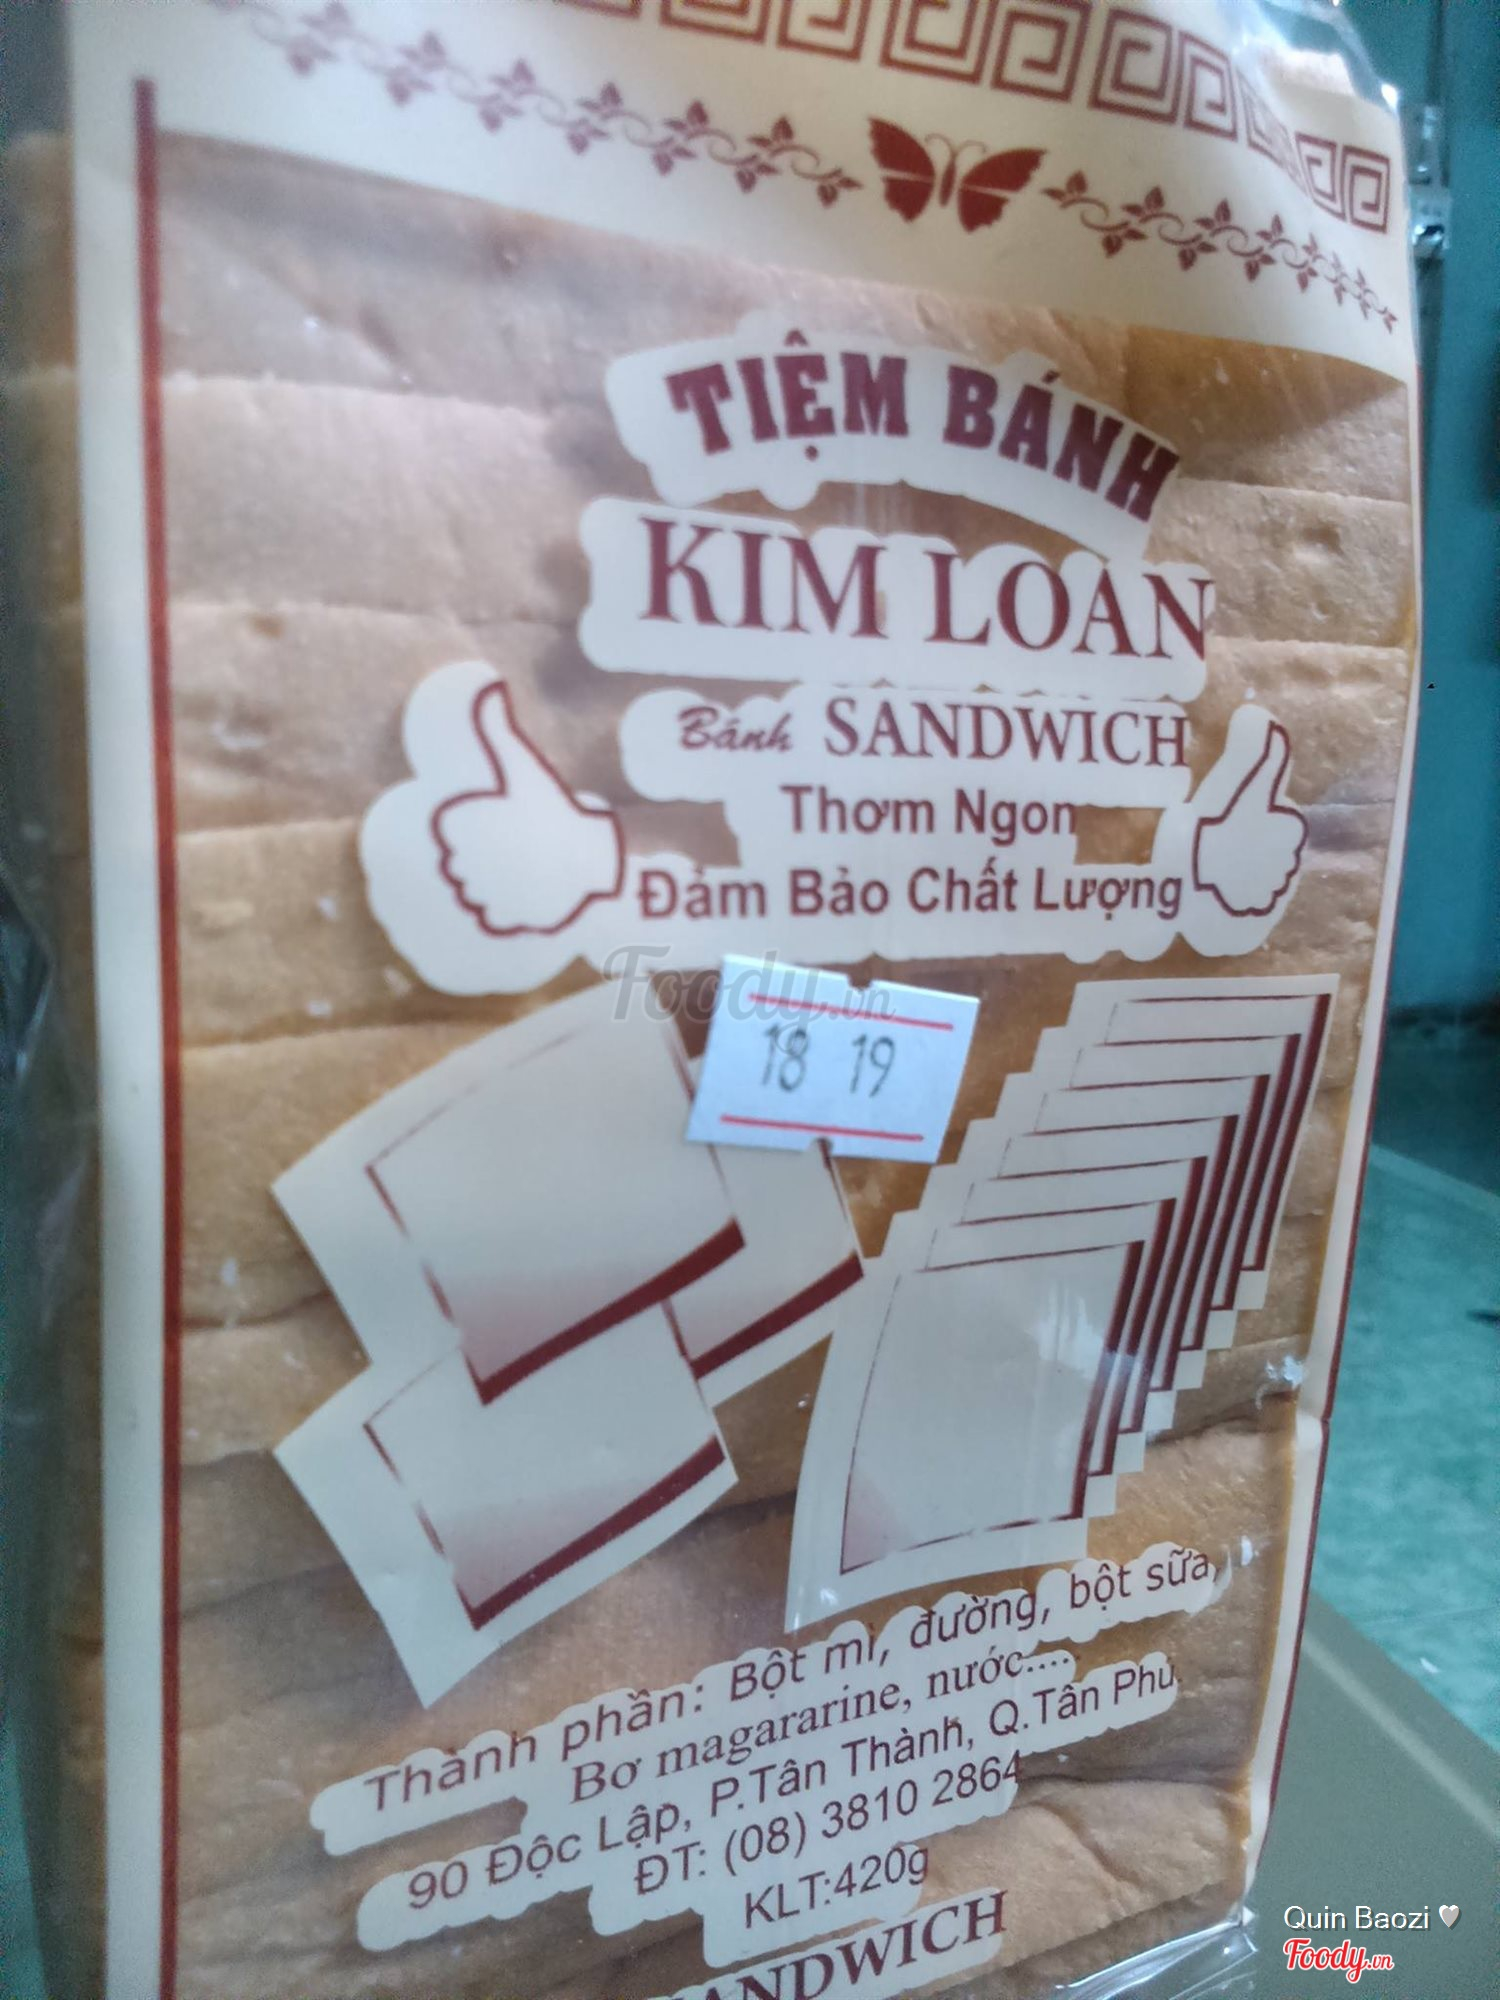 TIỆM BÁNH
KIM LOAN
Bánh SANDWICH
Thơm Ngon
Đảm Bảo Chất Lượng
Foody.vn
18 19
Thành phần: Bột mì, đường, bột sữa,
Bơ magararine, nước....
90 Độc Lập, P.Tân Thành, Q.Tân Phú.
ĐT: (08) 3810 2864
KLT:420g
SANDWICH
Quin Baozi ♥
Foody.vn